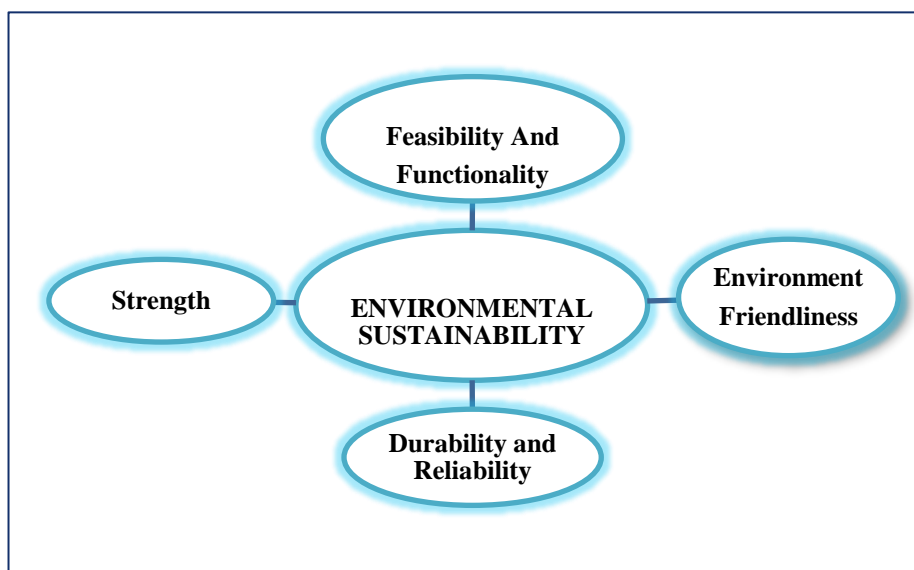 Feasibility And
Functionality
Strength
ENVIRONMENTAL
SUSTAINABILITY
Environment
Friendliness
Durability and
Reliability